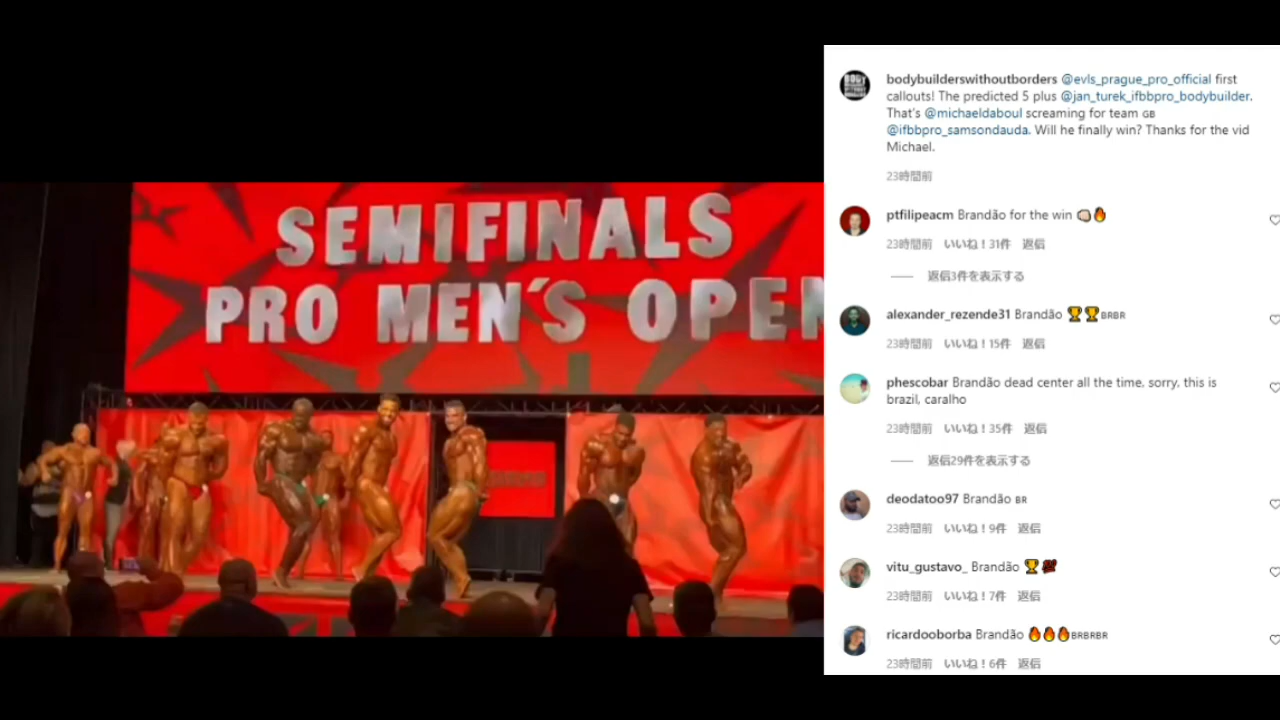 SEMIFINALS
PRO MEN'S OPEN
bodybuilderswithoutborders @evls_prague_pro_official first
callouts! The predicted 5 plus @jan_turek_ifbbpro_bodybuilder.
That's @michaeldaboul screaming for team GB
@ifbbpro_samsondauda. Will he finally win? Thanks for the vid
Michael.
23時間前
ptfilipeacm Brandão for the win 👊🏻🔥
23時間前 いいね!31件 返信
返信3件を表示する
alexander_rezende31 Brandão 🏆🏆BRBR
23時間前 いいね!15件 返信
phescobar Brandão dead center all the time, sorry, this is
brazil, caralho
23時間前 いいね!35件 返信
返信29件を表示する
deodatoo97 Brandão BR
23時間前 いいね!9件 返信
vitu_gustavo_ Brandão 🏆💯
23時間前 いいね!7件 返信
ricardooborba Brandão 🔥🔥🔥BRBRBR
23時間前 いいね!6件 返信